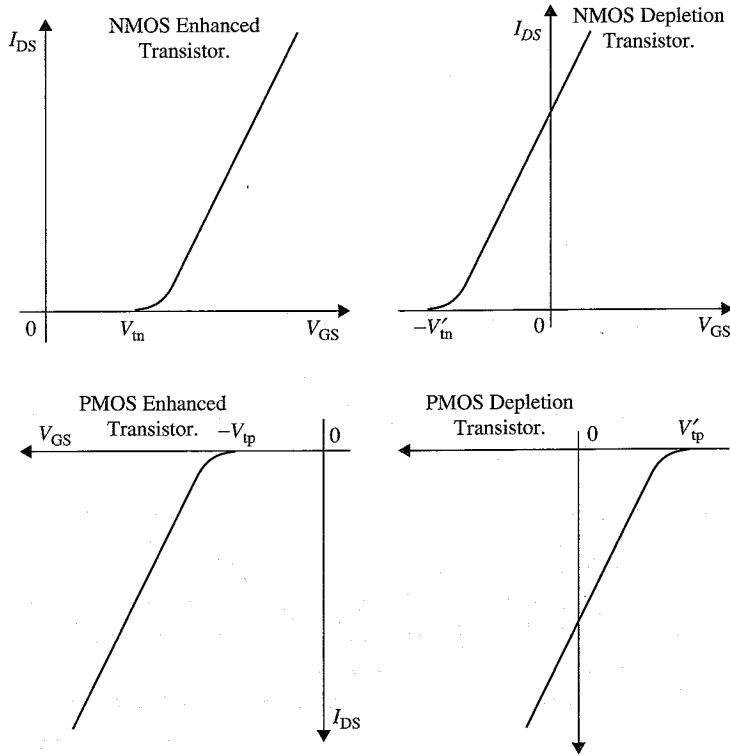 NMOS Enhanced
Transistor.
I_DS
0
V_tn
V_GS
NMOS Depletion
Transistor.
I_DS
−V′_tn
0
V_GS
PMOS Enhanced
Transistor.
V_GS
−V_tp
0
I_DS
PMOS Depletion
Transistor.
0
V′_tp